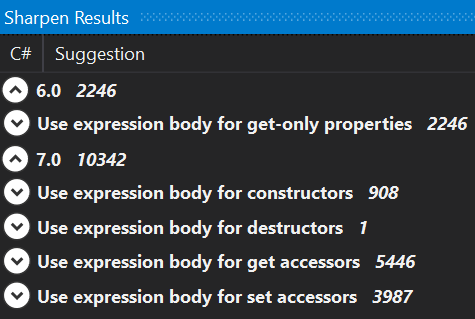 Sharpen Results
C# Suggestion
6.0 2246
Use expression body for get-only properties 2246
7.0 10342
Use expression body for constructors 908
Use expression body for destructors 1
Use expression body for get accessors 5446
Use expression body for set accessors 3987